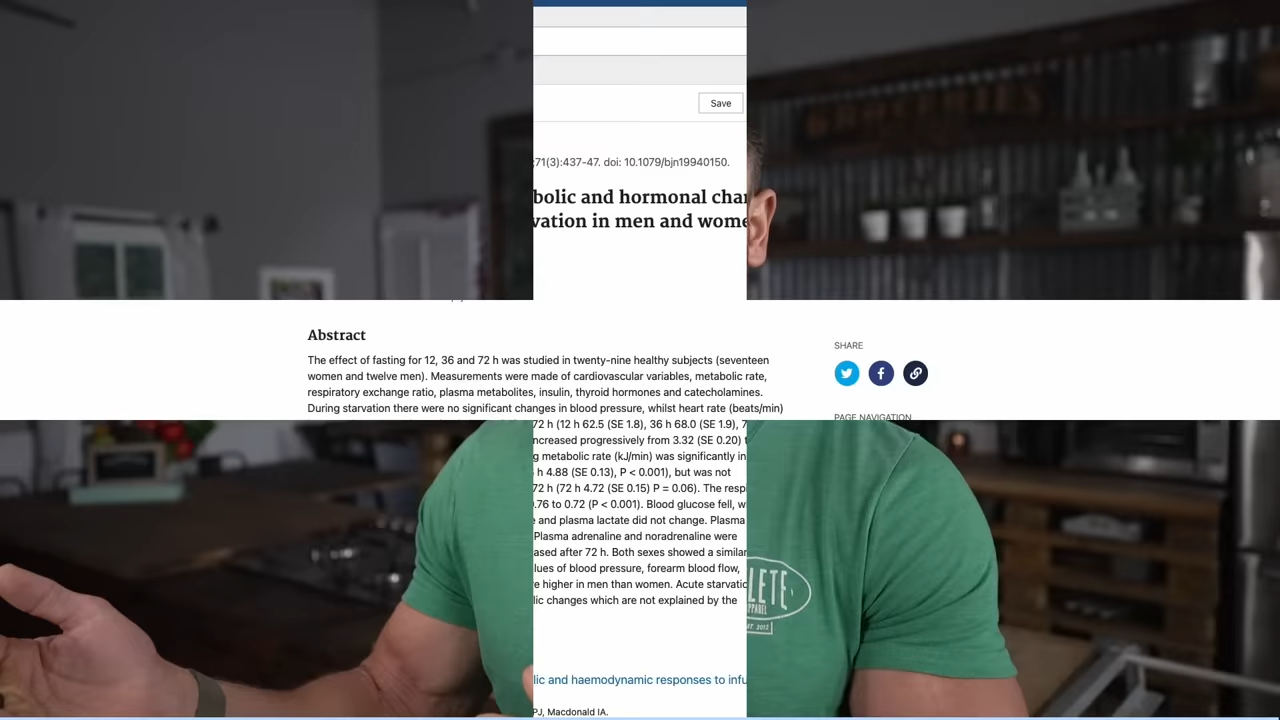 Save
;71(3):437-47. doi: 10.1079/bjn19940150.
bolic and hormonal char
vation in men and wome
Abstract
The effect of fasting for 12, 36 and 72 h was studied in twenty-nine healthy subjects (seventeen
women and twelve men). Measurements were made of cardiovascular variables, metabolic rate,
respiratory exchange ratio, plasma metabolites, insulin, thyroid hormones and catecholamines.
During starvation there were no significant changes in blood pressure, whilst heart rate (beats/min)
72 h (12 h 62.5 (SE 1.8), 36 h 68.0 (SE 1.9), 7
ncreased progressively from 3.32 (SE 0.20) t
g metabolic rate (kJ/min) was significantly in
h 4.88 (SE 0.13), P < 0.001), but was not
72 h (72 h 4.72 (SE 0.15) P = 0.06). The resp
.76 to 0.72 (P < 0.001). Blood glucose fell, w
e and plasma lactate did not change. Plasma
Plasma adrenaline and noradrenaline were
ased after 72 h. Both sexes showed a similar
lues of blood pressure, forearm blood flow,
e higher in men than women. Acute starvatio
lic changes which are not explained by the
lic and haemodynamic responses to infu
PJ, Macdonald IA.
SHARE
PAGE NAVIGATION
LETE
APPAREL
EST 2012